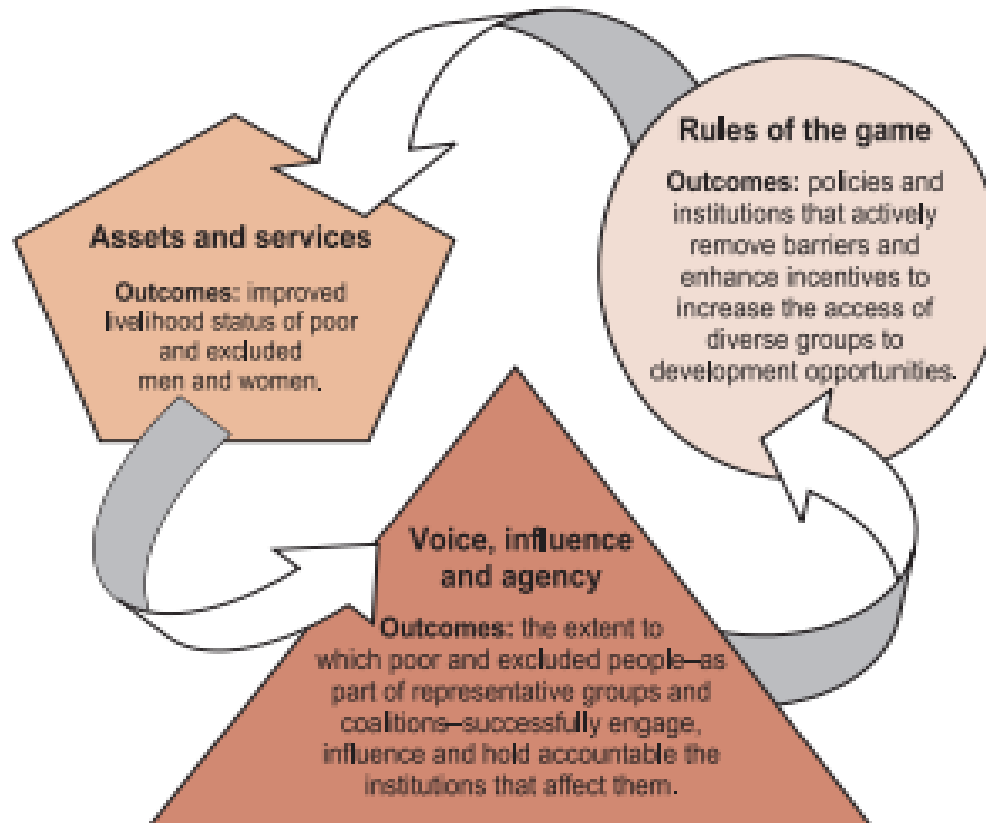 Rules of the game
Outcomes: policies and
institutions that actively
remove barriers and
enhance incentives to
increase the access of
diverse groups to
development opportunities.
Assets and services
Outcomes: improved
livelihood status of poor
and excluded
men and women.
Voice, influence
and agency
Outcomes: the extent to
which poor and excluded people–as
part of representative groups and
coalitions–successfully engage,
influence and hold accountable the
institutions that affect them.